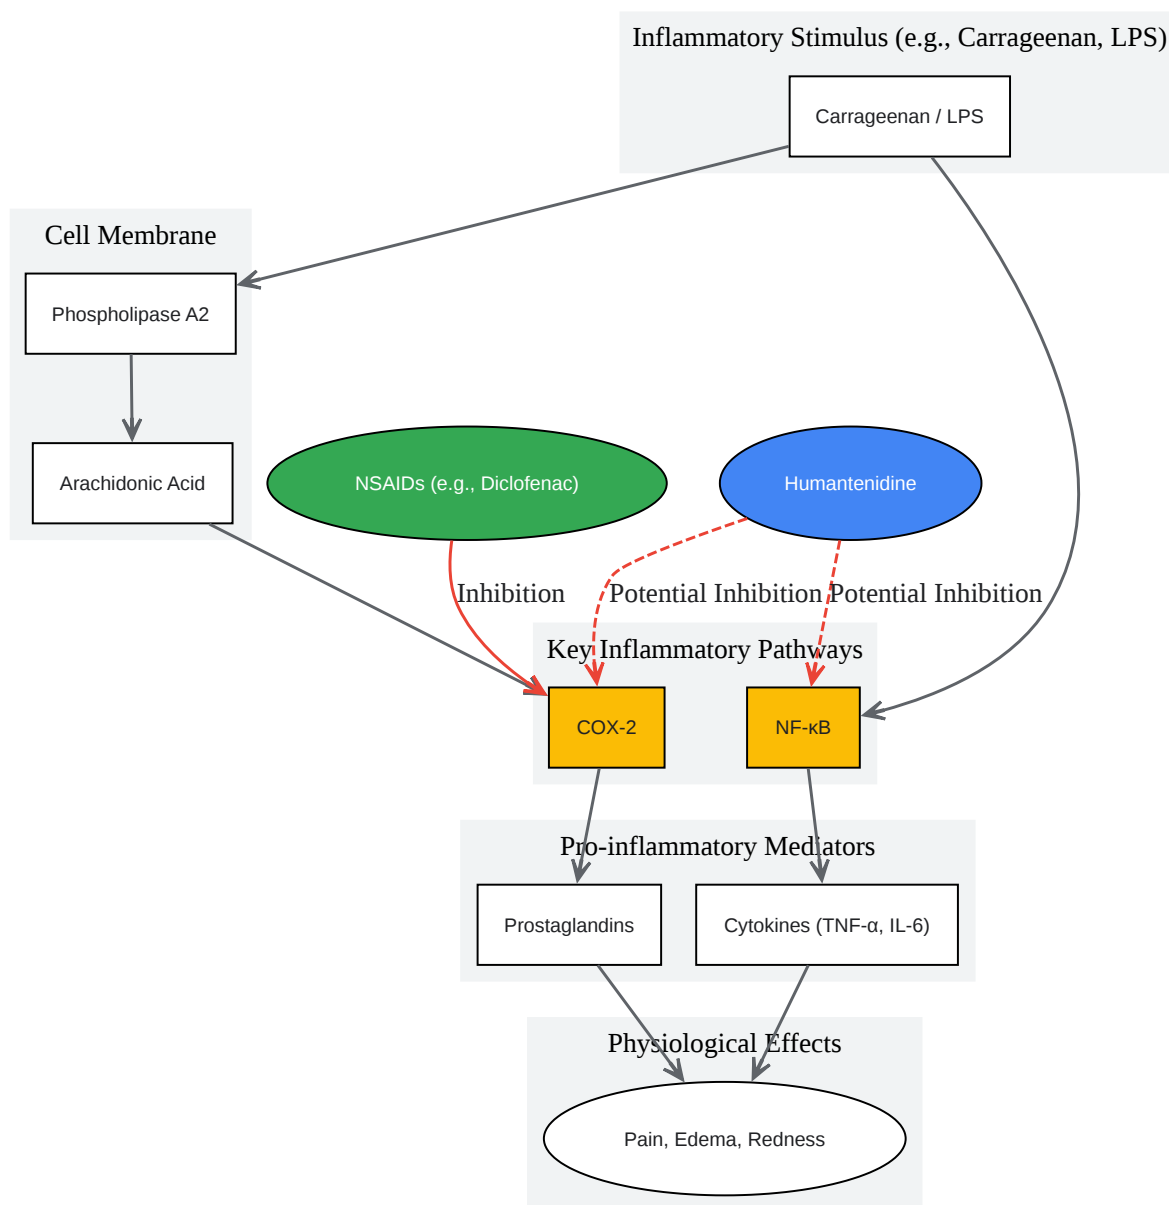 Inflammatory Stimulus (e.g., Carrageenan, LPS)
Carrageenan / LPS
Cell Membrane
Phospholipase A2
Arachidonic Acid
NSAIDs (e.g., Diclofenac)
Humantenidine
Inhibition
Potential Inhibition
Potential Inhibition
Key Inflammatory Pathways
COX-2
NF-κB
Pro-inflammatory Mediators
Prostaglandins
Cytokines (TNF-α, IL-6)
Physiological Effects
Pain, Edema, Redness